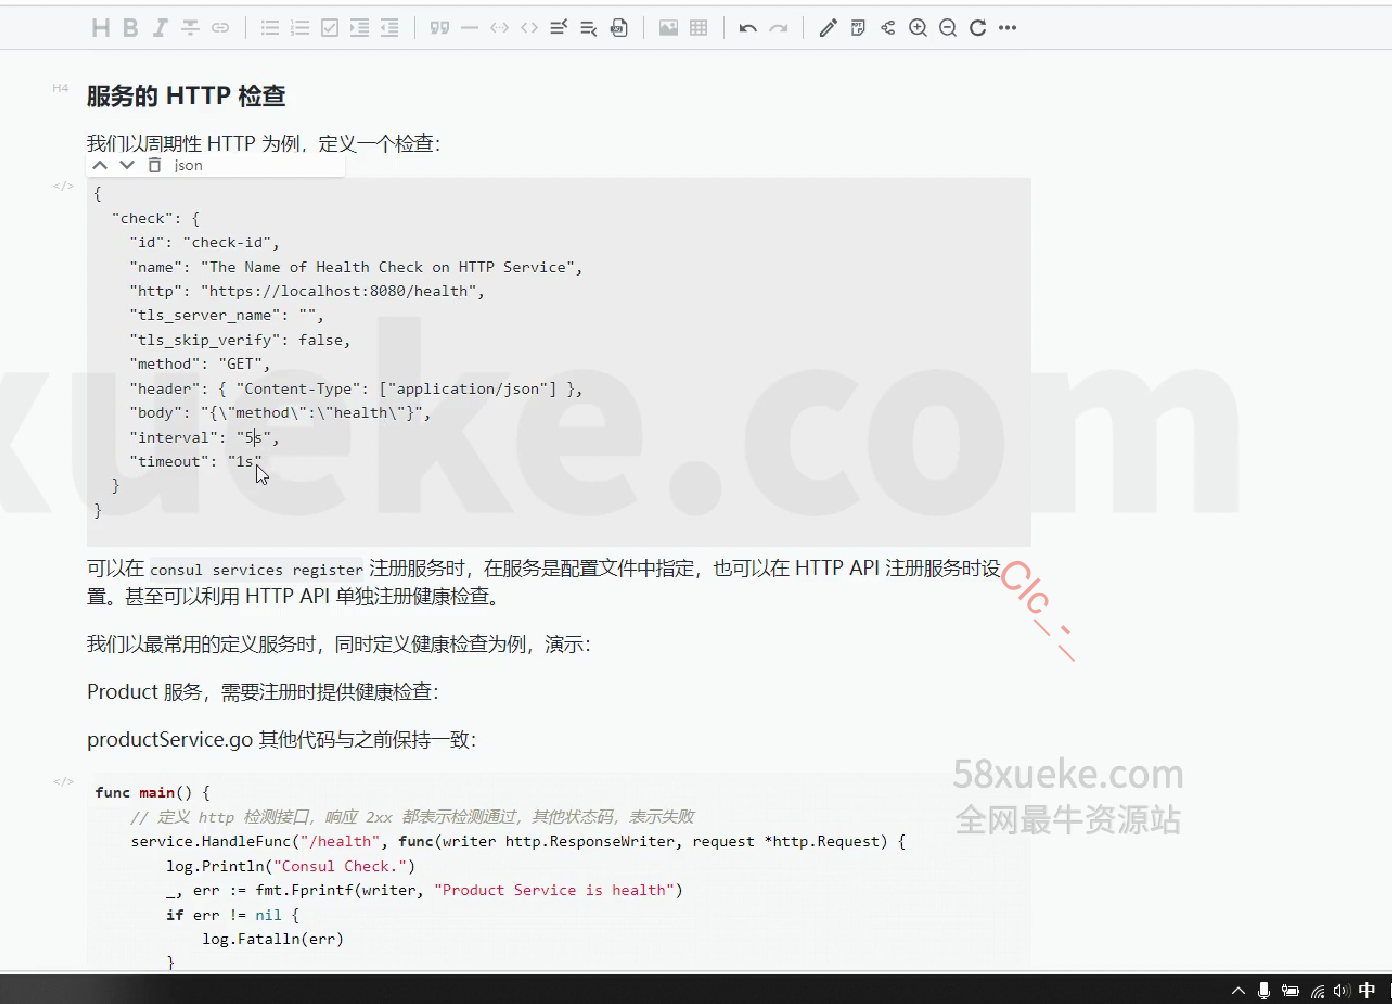 H4
服务的 HTTP 检查
我们以周期性 HTTP 为例，定义一个检查：
json
</>
{
"check": {
"id": "check-id",
"name": "The Name of Health Check on HTTP Service",
"http": "https://localhost:8080/health",
"tls_server_name": "",
"tls_skip_verify": false,
"method": "GET",
"header": { "Content-Type": ["application/json"] },
"body": "{\"method\":\"health\"}",
"interval": "5s",
"timeout": "1s"
}
}
xueke.com
可以在 consul services register 注册服务时，在服务是配置文件中指定，也可以在 HTTP API 注册服务时设
置。甚至可以利用 HTTP API 单独注册健康检查。
Clc_-_
我们以最常用的定义服务时，同时定义健康检查为例，演示：
Product 服务，需要注册时提供健康检查：
productService.go 其他代码与之前保持一致：
58xueke.com
全网最牛资源站
</>
func main() {
// 定义 http 检测接口，响应 2xx 都表示检测通过，其他状态码，表示失败
service.HandleFunc("/health", func(writer http.ResponseWriter, request *http.Request) {
log.Println("Consul Check.")
_, err := fmt.Fprintf(writer, "Product Service is health")
if err != nil {
log.Fatalln(err)
}
中